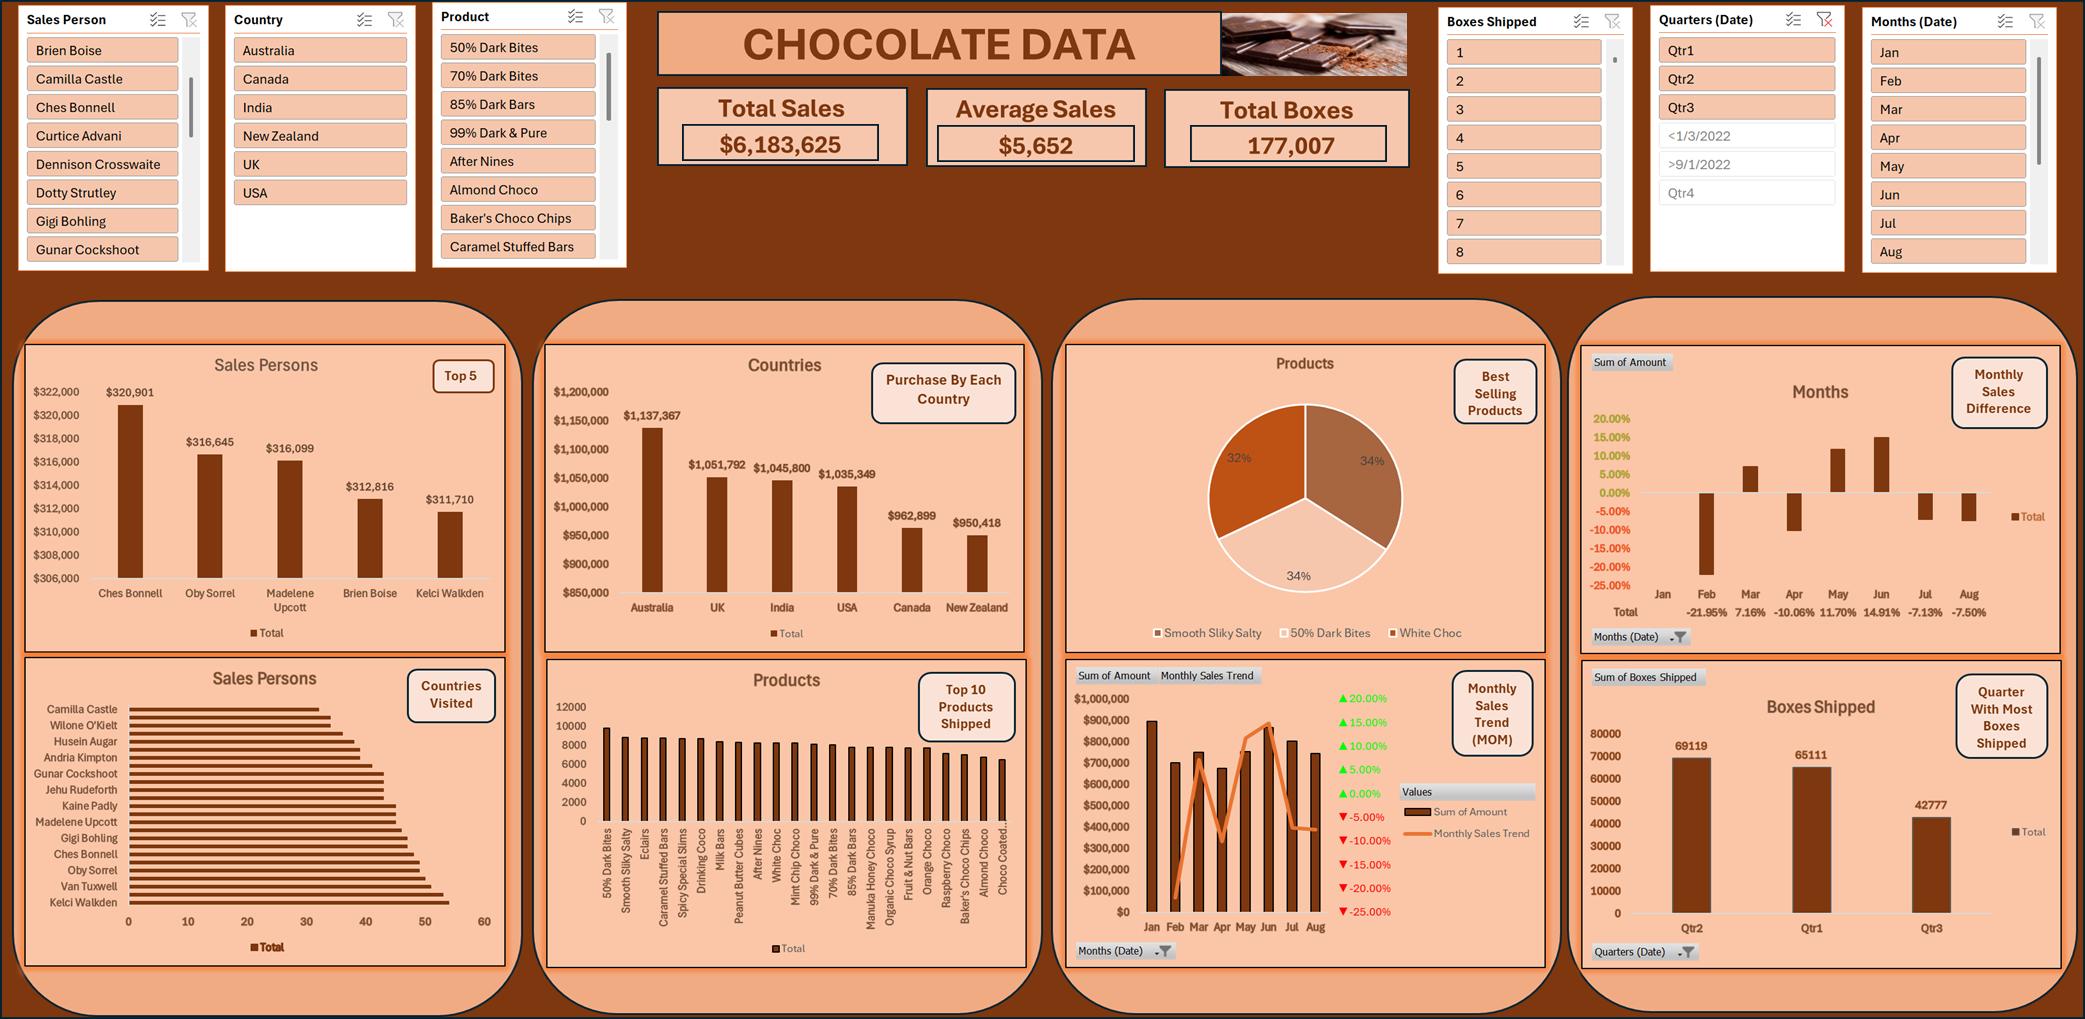 Sales Person
Brien Boise
Camilla Castle
Ches Bonnell
Curtice Advani
Dennison Crosswaite
Dotty Strutley
Gigi Bohling
Gunar Cockshoot
Country
Australia
Canada
India
New Zealand
UK
USA
Product
50% Dark Bites
70% Dark Bites
85% Dark Bars
99% Dark & Pure
After Nines
Almond Choco
Baker's Choco Chips
Caramel Stuffed Bars
CHOCOLATE DATA
Total Sales
$6,183,625
Average Sales
$5,652
Total Boxes
177,007
Boxes Shipped
1
2
3
4
5
6
7
8
Quarters (Date)
Qtr1
Qtr2
Qtr3
<1/3/2022
>9/1/2022
Qtr4
Months (Date)
Jan
Feb
Mar
Apr
May
Jun
Jul
Aug
Sales Persons
Top 5
$322,000
$320,000
$318,000
$316,000
$314,000
$312,000
$310,000
$308,000
$306,000
$320,901
$316,645
$316,099
$312,816
$311,710
Ches Bonnell
Oby Sorrel
Madelene
Upcott
Brien Boise
Kelci Walkden
Total
Countries
Purchase By Each
Country
$1,200,000
$1,150,000
$1,100,000
$1,050,000
$1,000,000
$950,000
$900,000
$850,000
$1,137,367
$1,051,792
$1,045,800
$1,035,349
$962,899
$950,418
Australia
UK
India
USA
Canada
New Zealand
Total
Products
Best
Selling
Products
32%
34%
34%
Smooth Sliky Salty
50% Dark Bites
White Choc
Sum of Amount
Months
Monthly
Sales
Difference
20.00%
15.00%
10.00%
5.00%
0.00%
-5.00%
-10.00%
-15.00%
-20.00%
-25.00%
Jan Feb Mar Apr May Jun Jul Aug
Total -21.95% 7.16% -10.06% 11.70% 14.91% -7.13% -7.50%
Total
Months (Date)
Sales Persons
Countries
Visited
Camilla Castle
Wilone O'Kielt
Husein Augar
Andria Kimpton
Gunar Cockshoot
Jehu Rudeforth
Kaine Padly
Madelene Upcott
Gigi Bohling
Ches Bonnell
Oby Sorrel
Van Tuxwell
Kelci Walkden
0 10 20 30 40 50 60
Total
Products
Top 10
Products
Shipped
12000
10000
8000
6000
4000
2000
0
50% Dark Bites
Smooth Sliky Salty
Eclairs
Caramel Stuffed Bars
Spicy Special Slims
Drinking Coco
Milk Bars
Peanut Butter Cubes
After Nines
White Choc
Mint Chip Choco
99% Dark & Pure
70% Dark Bites
85% Dark Bars
Manuka Honey Choco
Organic Choco Syrup
Fruit & Nut Bars
Orange Choco
Raspberry Choco
Baker's Choco Chips
Almond Choco
Choco Coated...
Total
Sum of Amount Monthly Sales Trend
Monthly
Sales
Trend
(MOM)
$1,000,000
$900,000
$800,000
$700,000
$600,000
$500,000
$400,000
$300,000
$200,000
$100,000
$0
▲20.00%
▲15.00%
▲10.00%
▲5.00%
▲0.00%
▼-5.00%
▼-10.00%
▼-15.00%
▼-20.00%
▼-25.00%
Values
Sum of Amount
Monthly Sales Trend
Jan Feb Mar Apr May Jun Jul Aug
Months (Date)
Sum of Boxes Shipped
Boxes Shipped
Quarter
With Most
Boxes
Shipped
80000
70000
60000
50000
40000
30000
20000
10000
0
69119
65111
42777
Qtr2
Qtr1
Qtr3
Total
Quarters (Date)